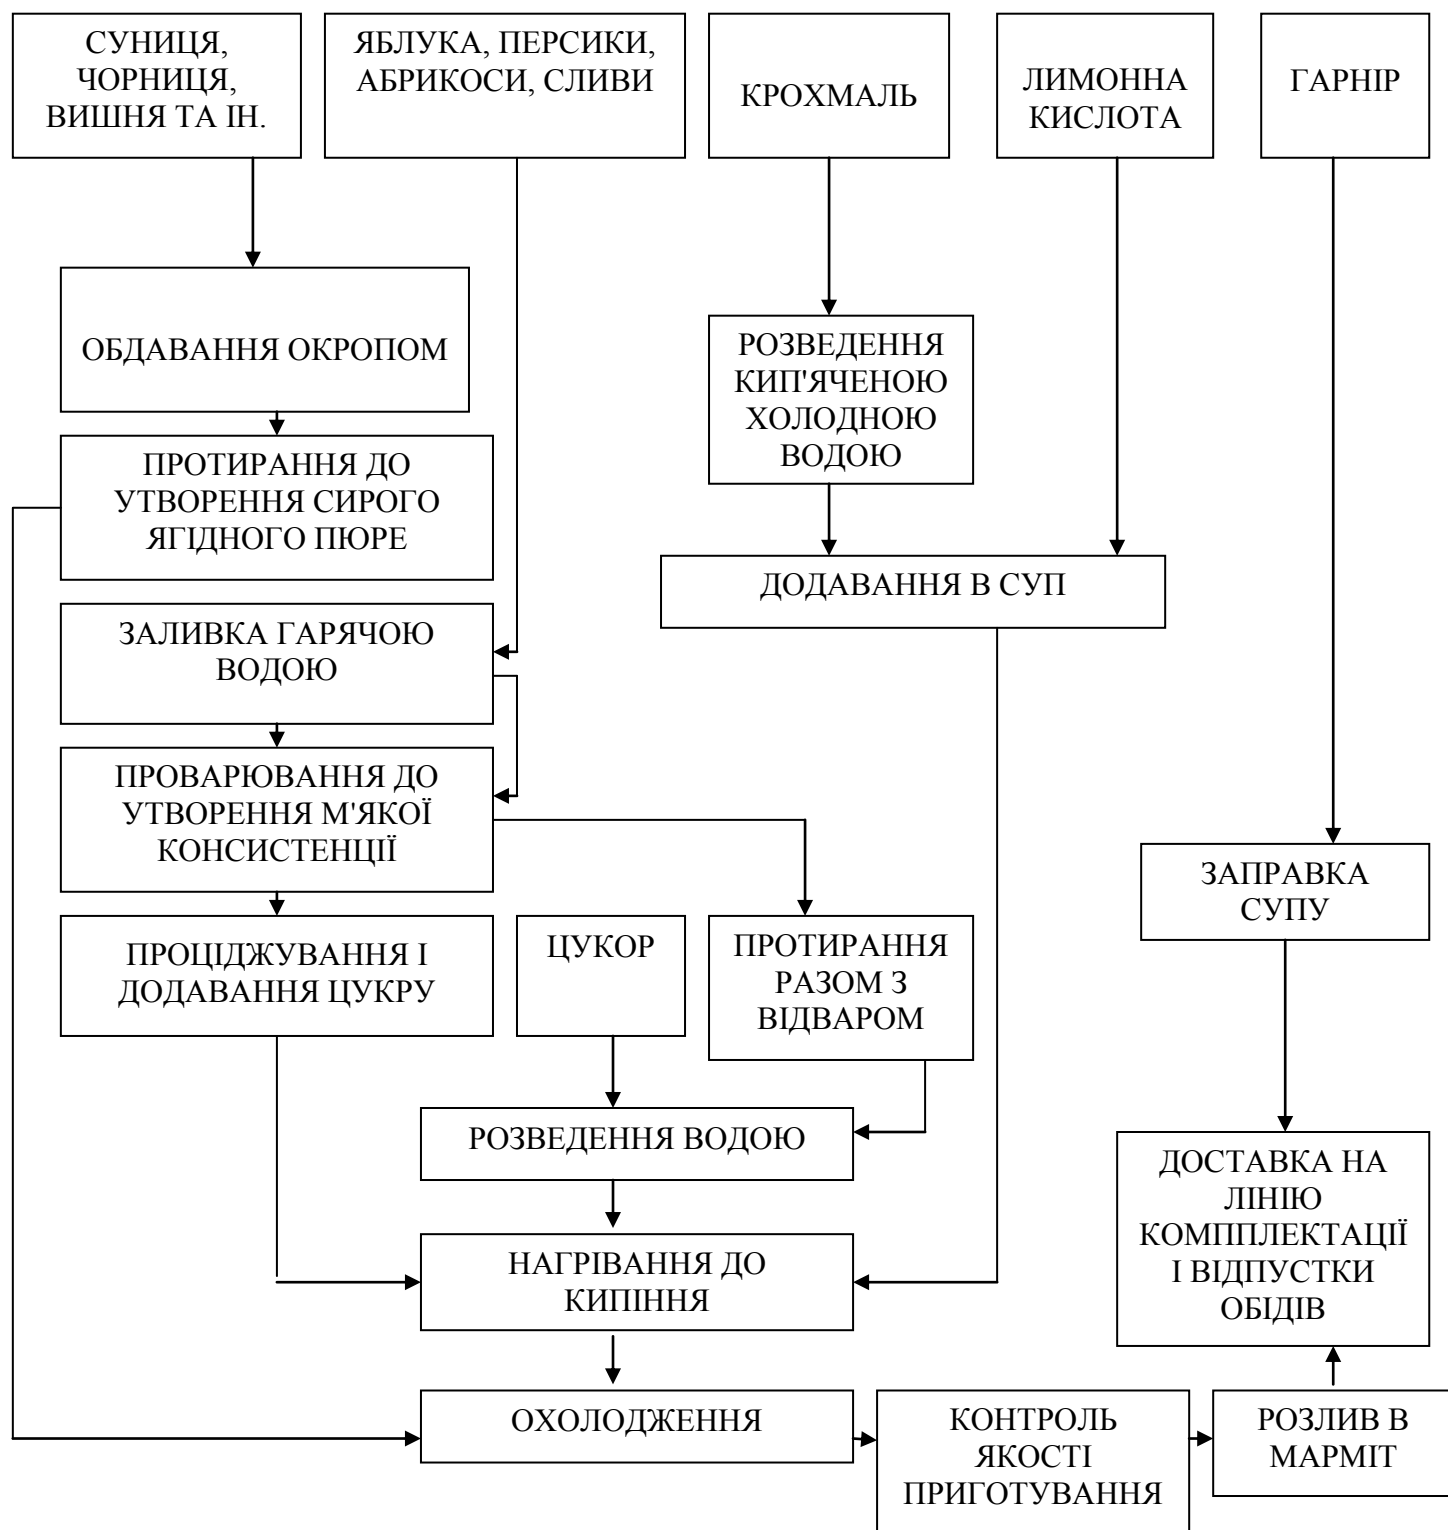 СУНИЦЯ,
ЧОРНИЦЯ,
ВИШНЯ ТА ІН.
ЯБЛУКА, ПЕРСИКИ,
АБРИКОСИ, СЛИВИ
КРОХМАЛЬ
ЛИМОННА
КИСЛОТА
ГАРНІР
ОБДАВАННЯ ОКРОПОМ
РОЗВЕДЕННЯ
КИП'ЯЧЕНОЮ
ХОЛОДНОЮ
ВОДОЮ
ПРОТИРАННЯ ДО
УТВОРЕННЯ СИРОГО
ЯГІДНОГО ПЮРЕ
ДОДАВАННЯ В СУП
ЗАЛИВКА ГАРЯЧОЮ
ВОДОЮ
ПРОВАРЮВАННЯ ДО
УТВОРЕННЯ М'ЯКОЇ
КОНСИСТЕНЦІЇ
ЗАПРАВКА
СУПУ
ПРОЦІДЖУВАННЯ І
ДОДАВАННЯ ЦУКРУ
ЦУКОР
ПРОТИРАННЯ
РАЗОМ З
ВІДВАРОМ
РОЗВЕДЕННЯ ВОДОЮ
ДОСТАВКА НА
ЛІНІЮ
КОМППЛЕКТАЦІЇ
І ВІДПУСТКИ
ОБІДІВ
НАГРІВАННЯ ДО
КИПІННЯ
ОХОЛОДЖЕННЯ
КОНТРОЛЬ
ЯКОСТІ
ПРИГОТУВАННЯ
РОЗЛИВ В
МАРМІТ